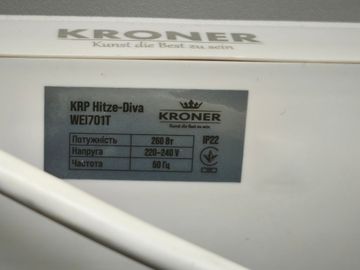 KRONER
Kunst die Best zu sein
KRP Hitze-Diva
WEI701T
KRONER
Kunst die Best zu sein
Потужність 260 Вт
Напруга 220-240 V
Частота 50 Гц
IP22